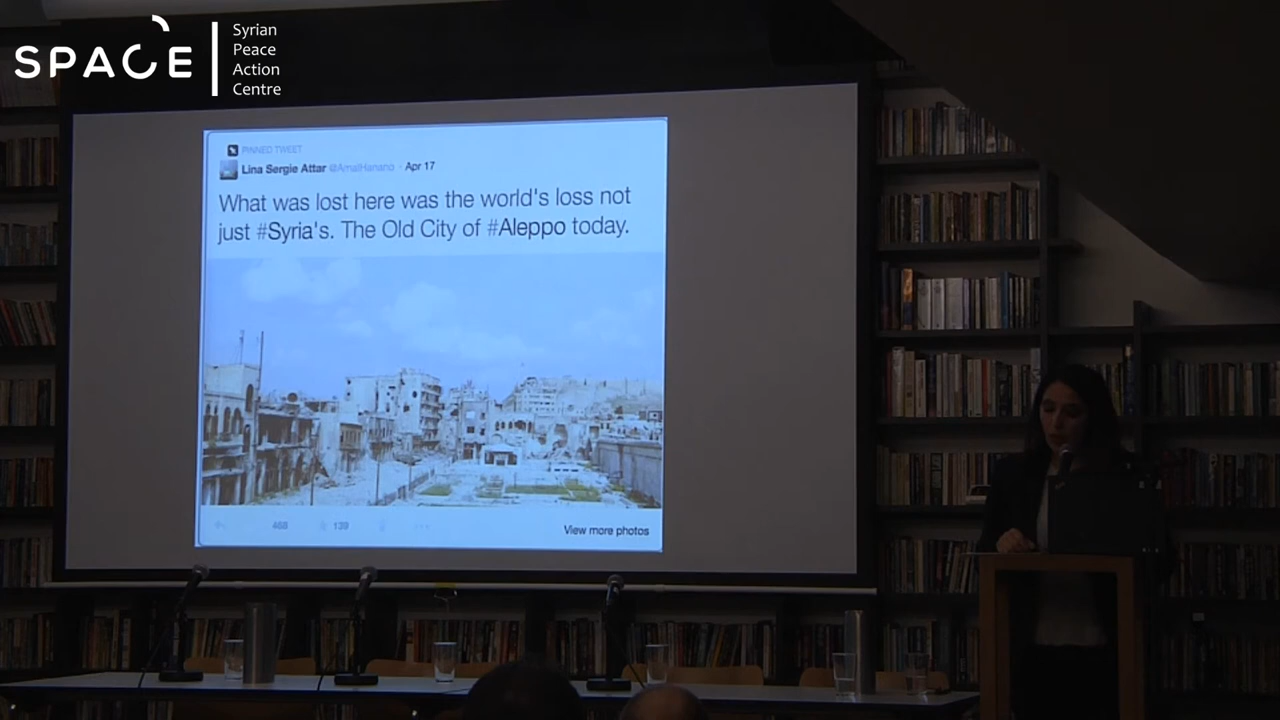 SPACE
Syrian
Peace
Action
Centre
PINNED TWEET
Lina Sergie Attar @AmalHanano · Apr 17
What was lost here was the world's loss not
just #Syria's. The Old City of #Aleppo today.
468 139
View more photos